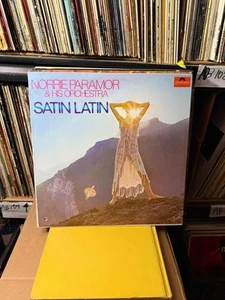 NORRIE PARAMOR
& HIS ORCHESTRA
SATIN LATIN